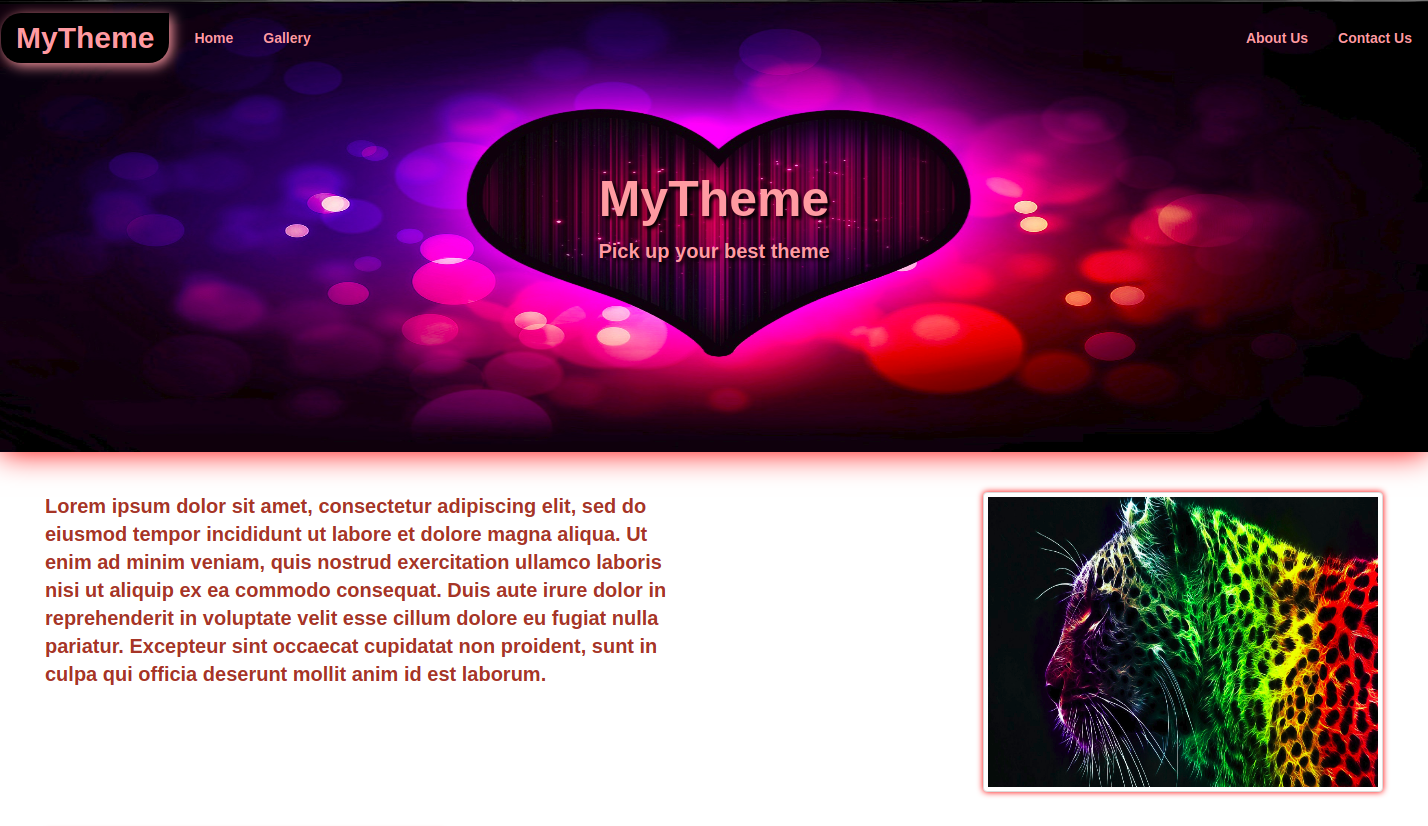 MyTheme
Home
Gallery
About Us
Contact Us
MyTheme
Pick up your best theme
Lorem ipsum dolor sit amet, consectetur adipiscing elit, sed do
eiusmod tempor incididunt ut labore et dolore magna aliqua. Ut
enim ad minim veniam, quis nostrud exercitation ullamco laboris
nisi ut aliquip ex ea commodo consequat. Duis aute irure dolor in
reprehenderit in voluptate velit esse cillum dolore eu fugiat nulla
pariatur. Excepteur sint occaecat cupidatat non proident, sunt in
culpa qui officia deserunt mollit anim id est laborum.